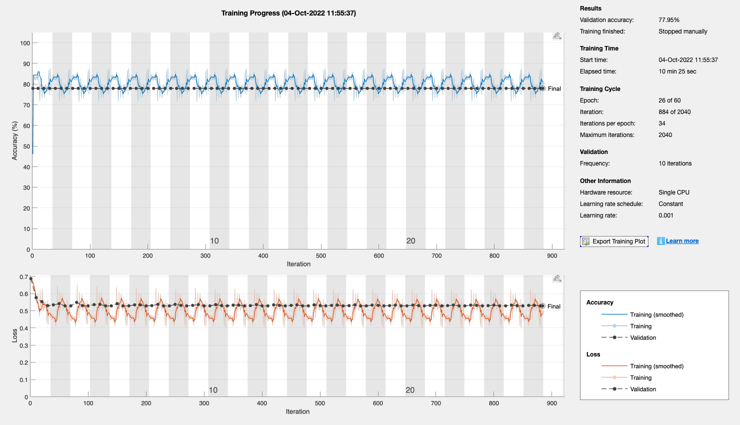 Training Progress (04-Oct-2022 11:55:37)
100
90
80
70
60
50
40
30
20
10
0
Accuracy (%)
Final
10
20
0 100 200 300 400 500 600 700 800 900
Iteration
0.7
0.6
0.5
0.4
0.3
0.2
0.1
0
Loss
Final
10
20
0 100 200 300 400 500 600 700 800 900
Iteration
Results
Validation accuracy: 77.95%
Training finished: Stopped manually
Training Time
Start time: 04-Oct-2022 11:55:37
Elapsed time: 10 min 25 sec
Training Cycle
Epoch: 26 of 60
Iteration: 884 of 2040
Iterations per epoch: 34
Maximum iterations: 2040
Validation
Frequency: 10 iterations
Other Information
Hardware resource: Single CPU
Learning rate schedule: Constant
Learning rate: 0.001
Export Training Plot
i Learn more
Accuracy
Training (smoothed)
Training
Validation
Loss
Training (smoothed)
Training
Validation